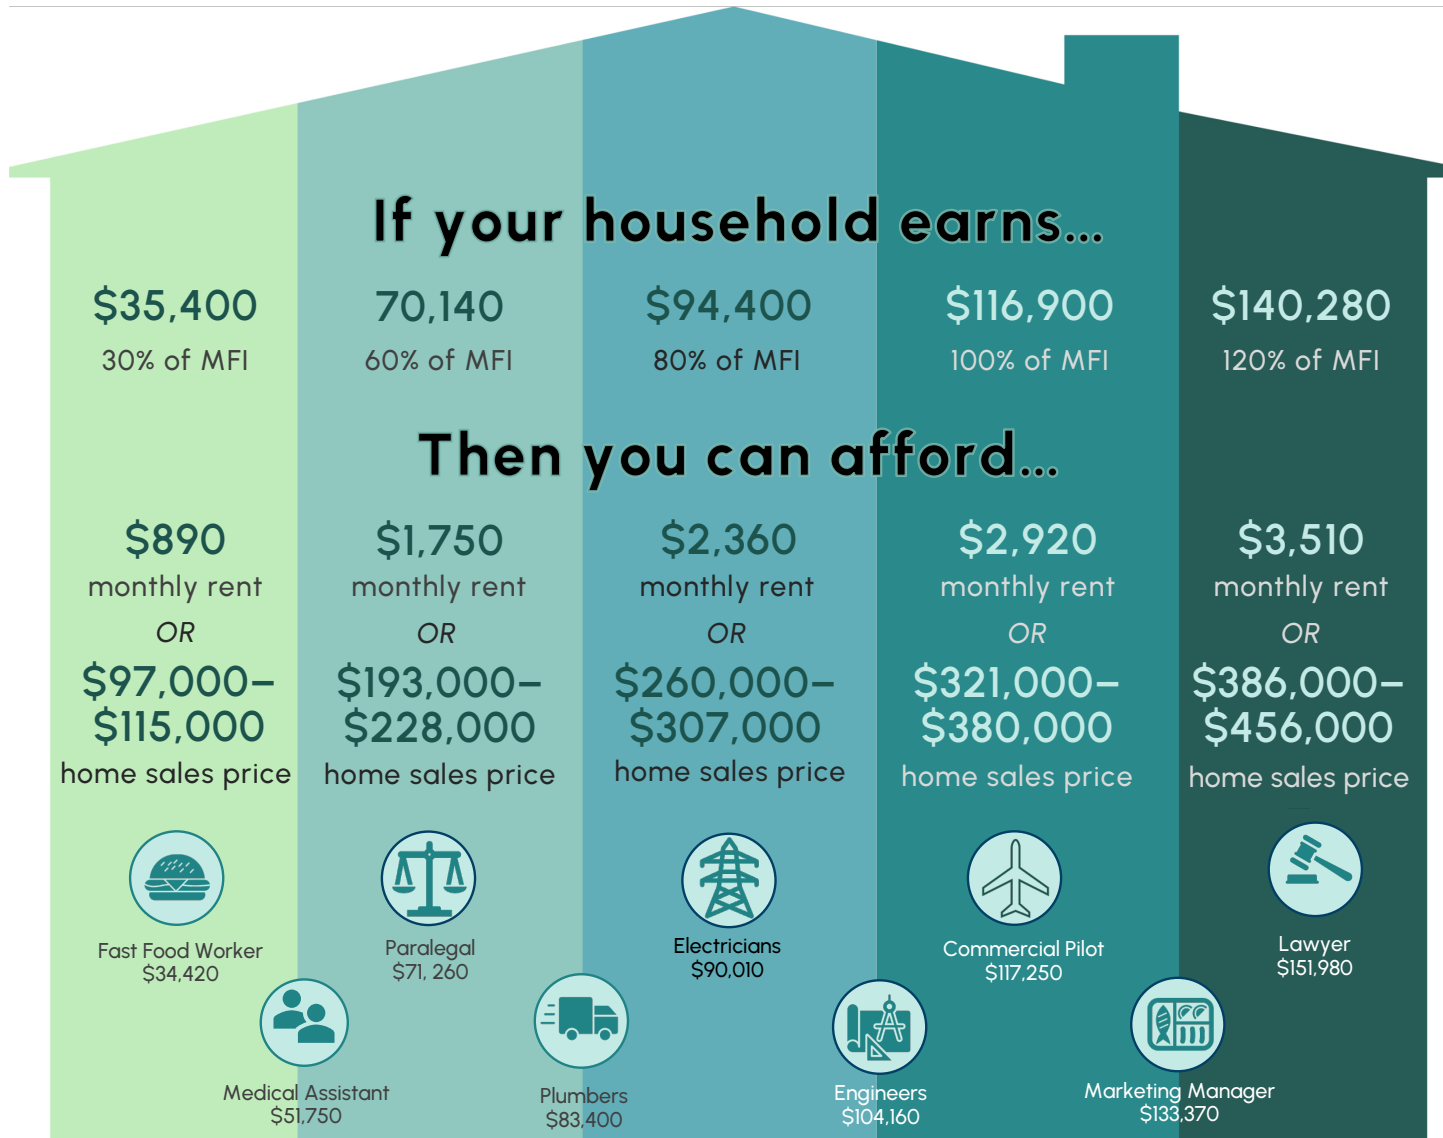 If your household earns...
$35,400
30% of MFI
70,140
60% of MFI
$94,400
80% of MFI
$116,900
100% of MFI
$140,280
120% of MFI
Then you can afford...
$890
monthly rent
OR
$97,000–
$115,000
home sales price
$1,750
monthly rent
OR
$193,000–
$228,000
home sales price
$2,360
monthly rent
OR
$260,000–
$307,000
home sales price
$2,920
monthly rent
OR
$321,000–
$380,000
home sales price
$3,510
monthly rent
OR
$386,000–
$456,000
home sales price
Fast Food Worker
$34,420
Paralegal
$71, 260
Electricians
$90,010
Commercial Pilot
$117,250
Lawyer
$151,980
Medical Assistant
$51,750
Plumbers
$83,400
Engineers
$104,160
Marketing Manager
$133,370